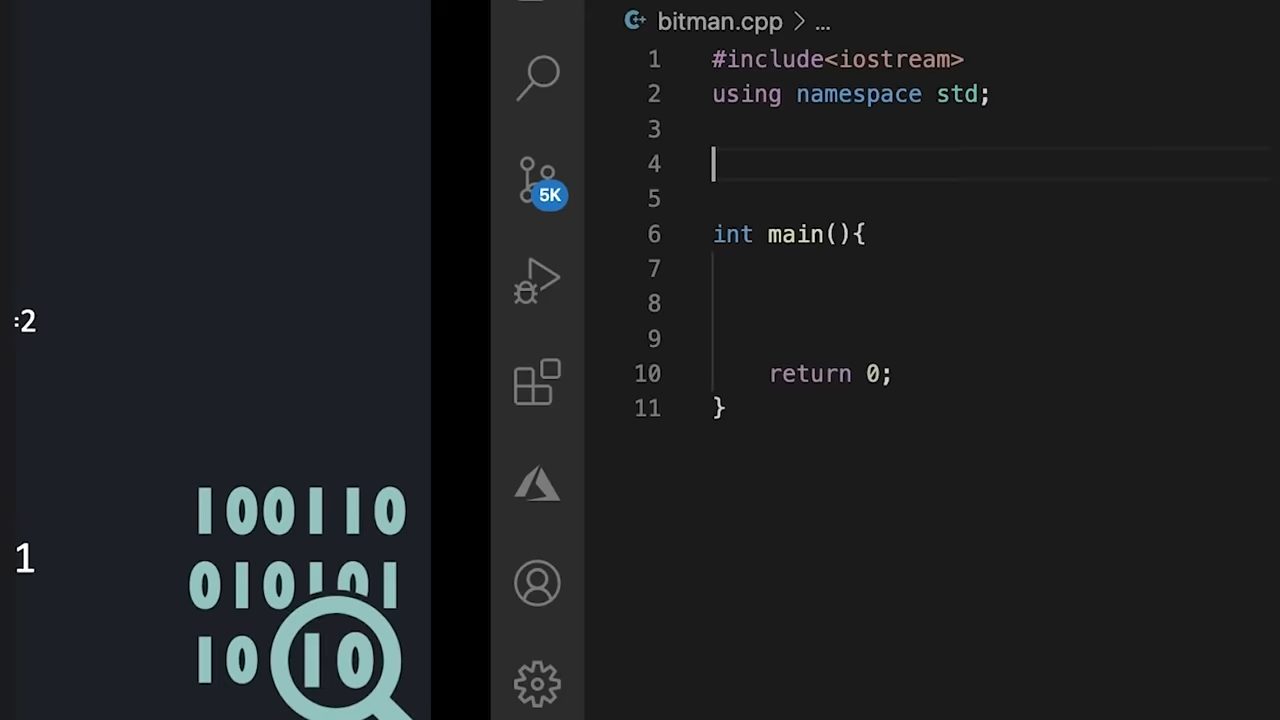 :2
1
100110
010101
10 10
5K
bitman.cpp > ...
1 #include<iostream>
2 using namespace std;
3
4
5
6 int main(){
7
8
9
10 return 0;
11 }